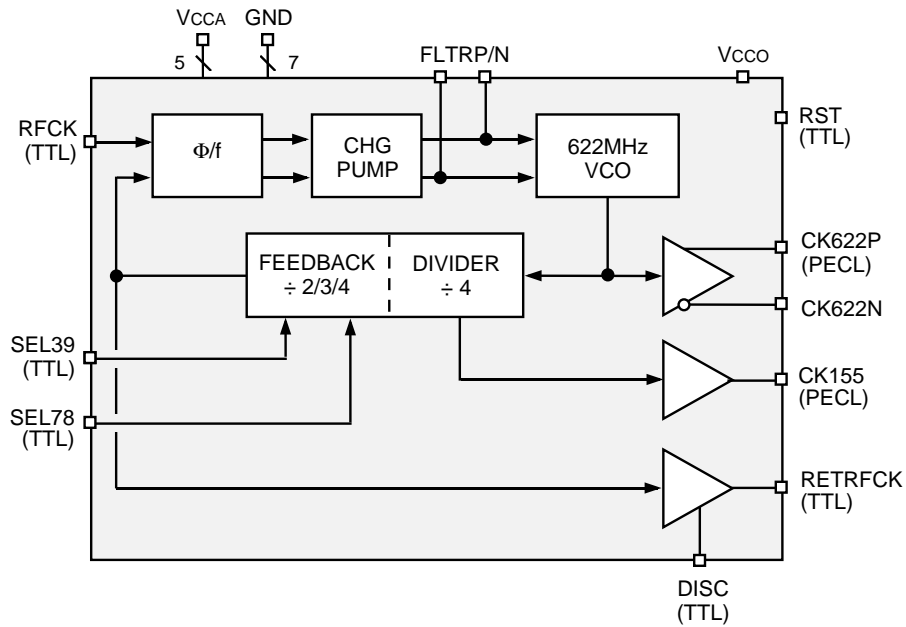 VCCA
GND
5
7
FLTRP/N
VCCO
RFCK
(TTL)
Φ/f
CHG
PUMP
622MHz
VCO
RST
(TTL)
FEEDBACK
÷ 2/3/4
DIVIDER
÷ 4
CK622P
(PECL)
CK622N
SEL39
(TTL)
CK155
(PECL)
SEL78
(TTL)
RETRFCK
(TTL)
DISC
(TTL)